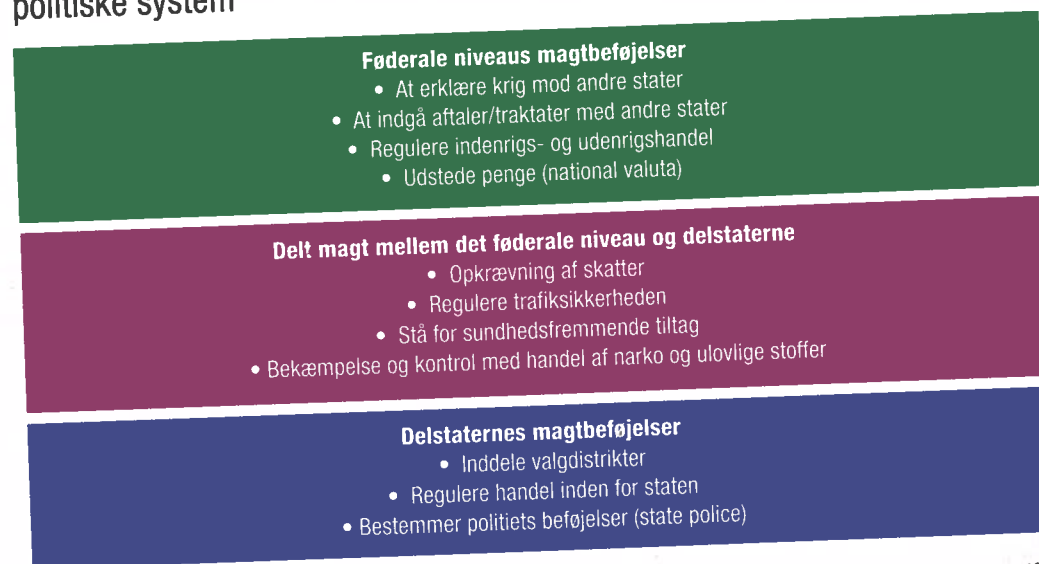 politiske system
Føderale niveaus magtbeføjelser
• At erklære krig mod andre stater
• At indgå aftaler/traktater med andre stater
• Regulere indenrigs- og udenrigshandel
• Udstede penge (national valuta)
Delt magt mellem det føderale niveau og delstaterne
• Opkrævning af skatter
• Regulere trafiksikkerheden
• Stå for sundhedsfremmende tiltag
• Bekæmpelse og kontrol med handel af narko og ulovlige stoffer
Delstaternes magtbeføjelser
• Inddele valgdistrikter
• Regulere handel inden for staten
• Bestemmer politiets beføjelser (state police)